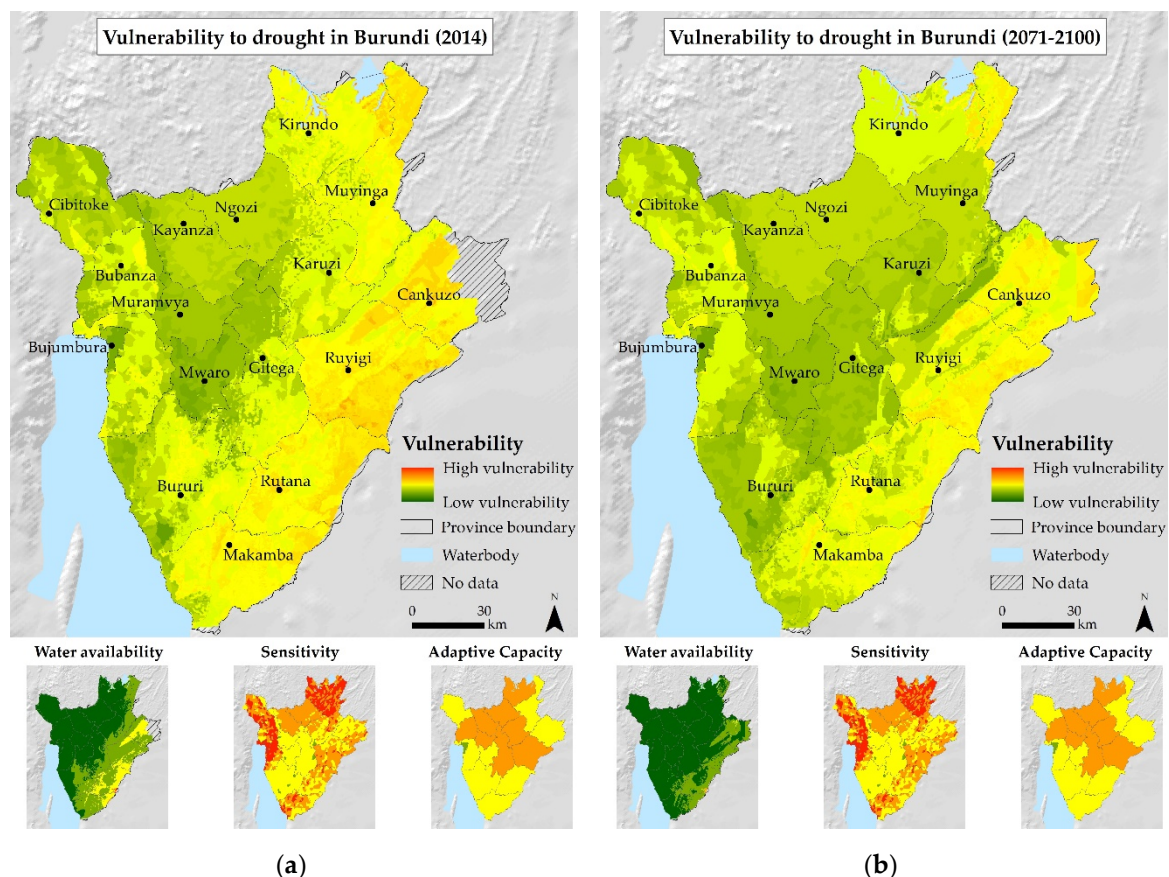 Vulnerability to drought in Burundi (2014)
Kirundo
Muyinga
Cibitoke
Ngozi
Kayanza
Bubanza
Karuzi
Muramvya
Cankuzo
Bujumbura
Gitega
Ruyigi
Mwaro
Bururi
Rutana
Makamba
Vulnerability
High vulnerability
Low vulnerability
Province boundary
Waterbody
No data
0 30
km
N
Water availability
Sensitivity
Adaptive Capacity
(a)
Vulnerability to drought in Burundi (2071-2100)
Kirundo
Muyinga
Cibitoke
Ngozi
Kayanza
Bubanza
Karuzi
Muramvya
Cankuzo
Bujumbura
Gitega
Ruyigi
Mwaro
Bururi
Rutana
Makamba
Vulnerability
High vulnerability
Low vulnerability
Province boundary
Waterbody
No data
0 30
km
N
Water availability
Sensitivity
Adaptive Capacity
(b)